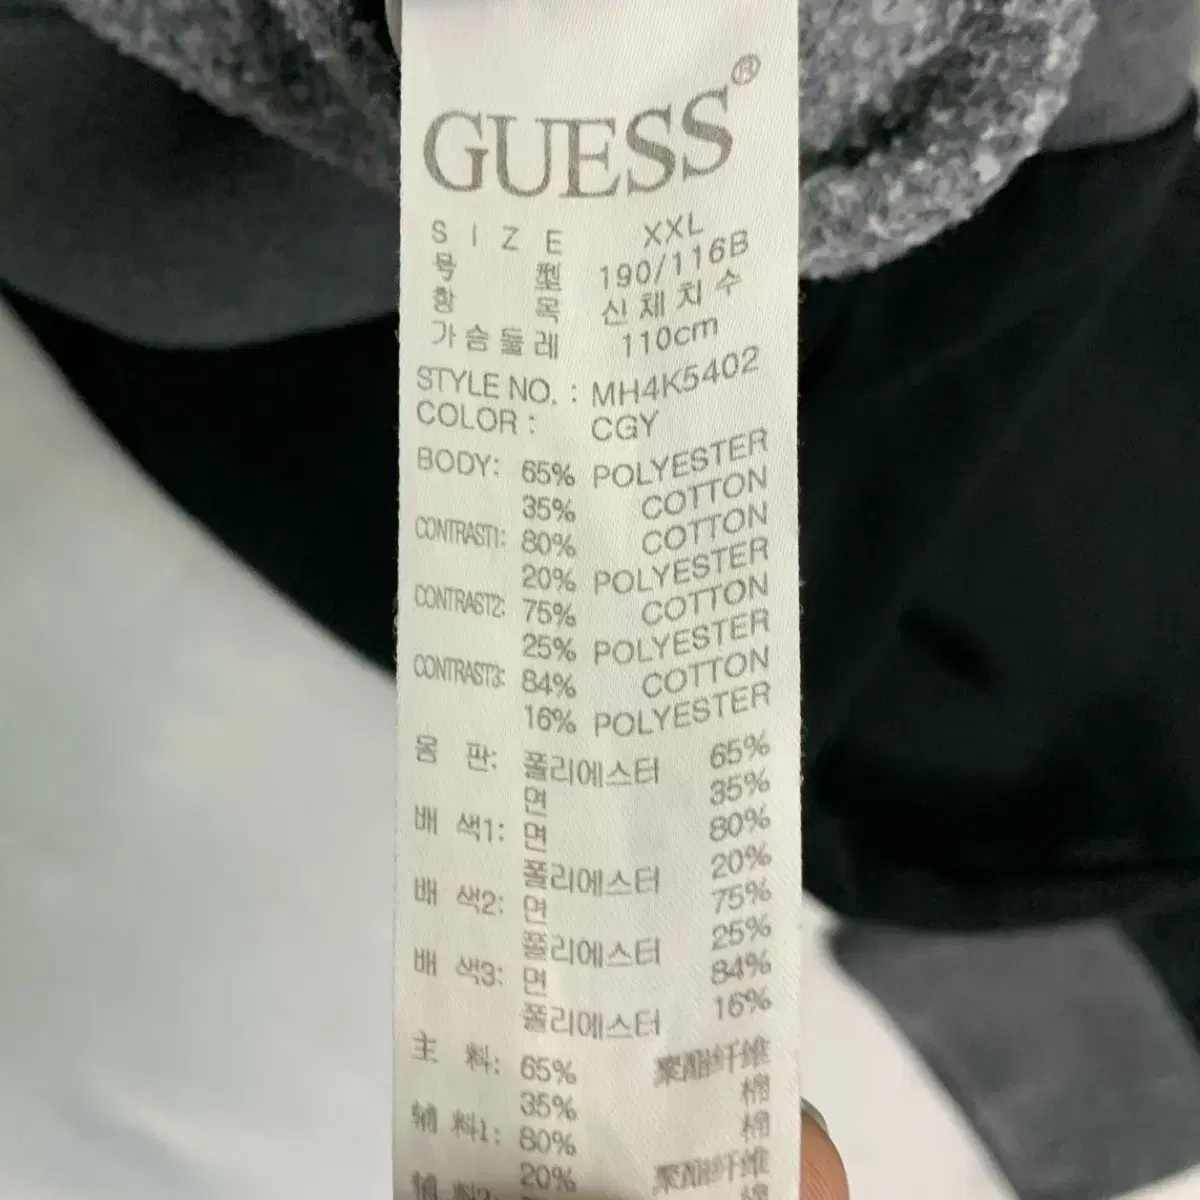 GUESS®
SIZE XXL
号型 190/116B
항목 신체치수
가슴둘레 110cm
STYLE NO. : MH4K5402
COLOR : CGY
BODY: 65% POLYESTER
35% COTTON
CONTRAST1: 80% COTTON
20% POLYESTER
CONTRAST2: 75% COTTON
25% POLYESTER
CONTRAST3: 84% COTTON
16% POLYESTER
몸 판: 폴리에스터 65%
면 35%
배 색1: 면 80%
폴리에스터 20%
배 색2: 면 75%
폴리에스터 25%
배 색3: 면 84%
폴리에스터 16%
主 料: 65% 聚酯纤维
35% 棉
辅 料1: 80% 棉
20% 聚酯纤维
辅 料2: